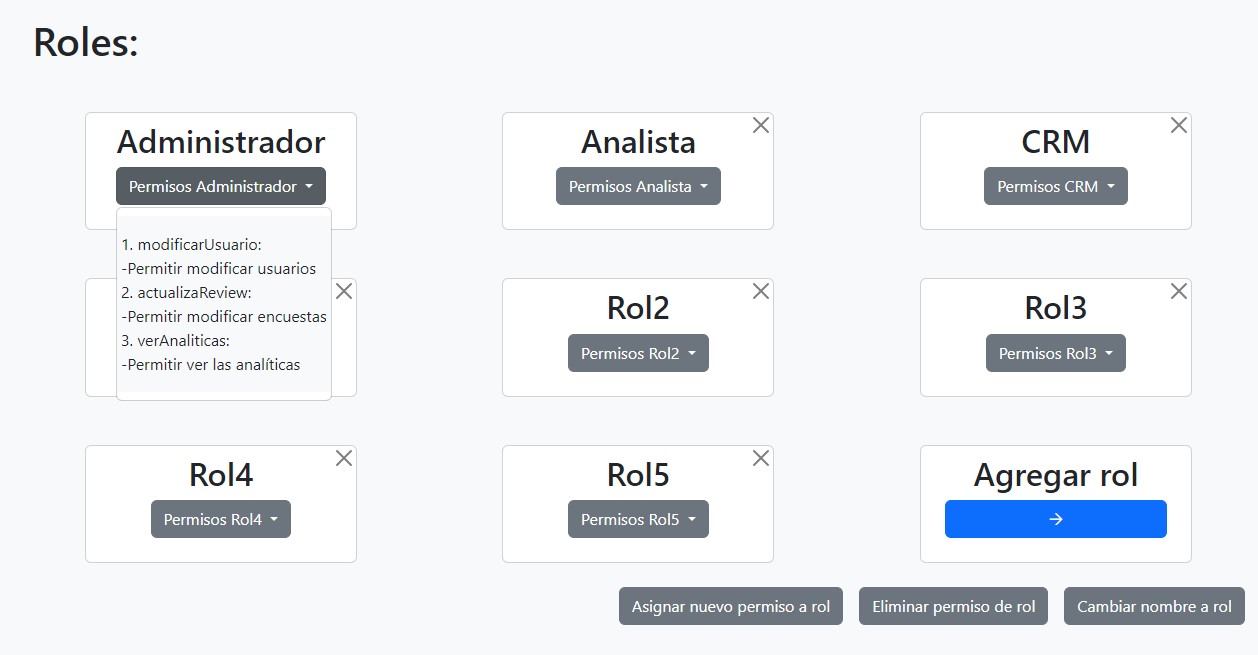 Roles:
Administrador
Permisos Administrador
1. modificarUsuario:
-Permitir modificar usuarios
2. actualizaReview:
-Permitir modificar encuestas
3. verAnaliticas:
-Permitir ver las analíticas
Analista
Permisos Analista
CRM
Permisos CRM
Rol2
Permisos Rol2
Rol3
Permisos Rol3
Rol4
Permisos Rol4
Rol5
Permisos Rol5
Agregar rol
→
Asignar nuevo permiso a rol
Eliminar permiso de rol
Cambiar nombre a rol